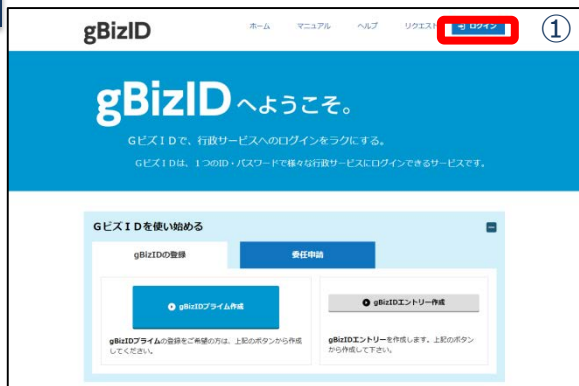 gBizID
ホーム マニュアル ヘルプ リクエスト ログイン ①
gBizIDへようこそ。
GビズIDで、行政サービスへのログインをラクにする。
GビズIDは、1つのID・パスワードで様々な行政サービスにログインできるサービスです。
GビズIDを使い始める
gBizIDの登録 委任申請
gBizIDプライム作成 gBizIDエントリー作成
gBizIDプライムの登録をご希望の方は、上記のボタンから作成
してください。
gBizIDエントリーを作成します。上記のボタン
から作成して下さい。